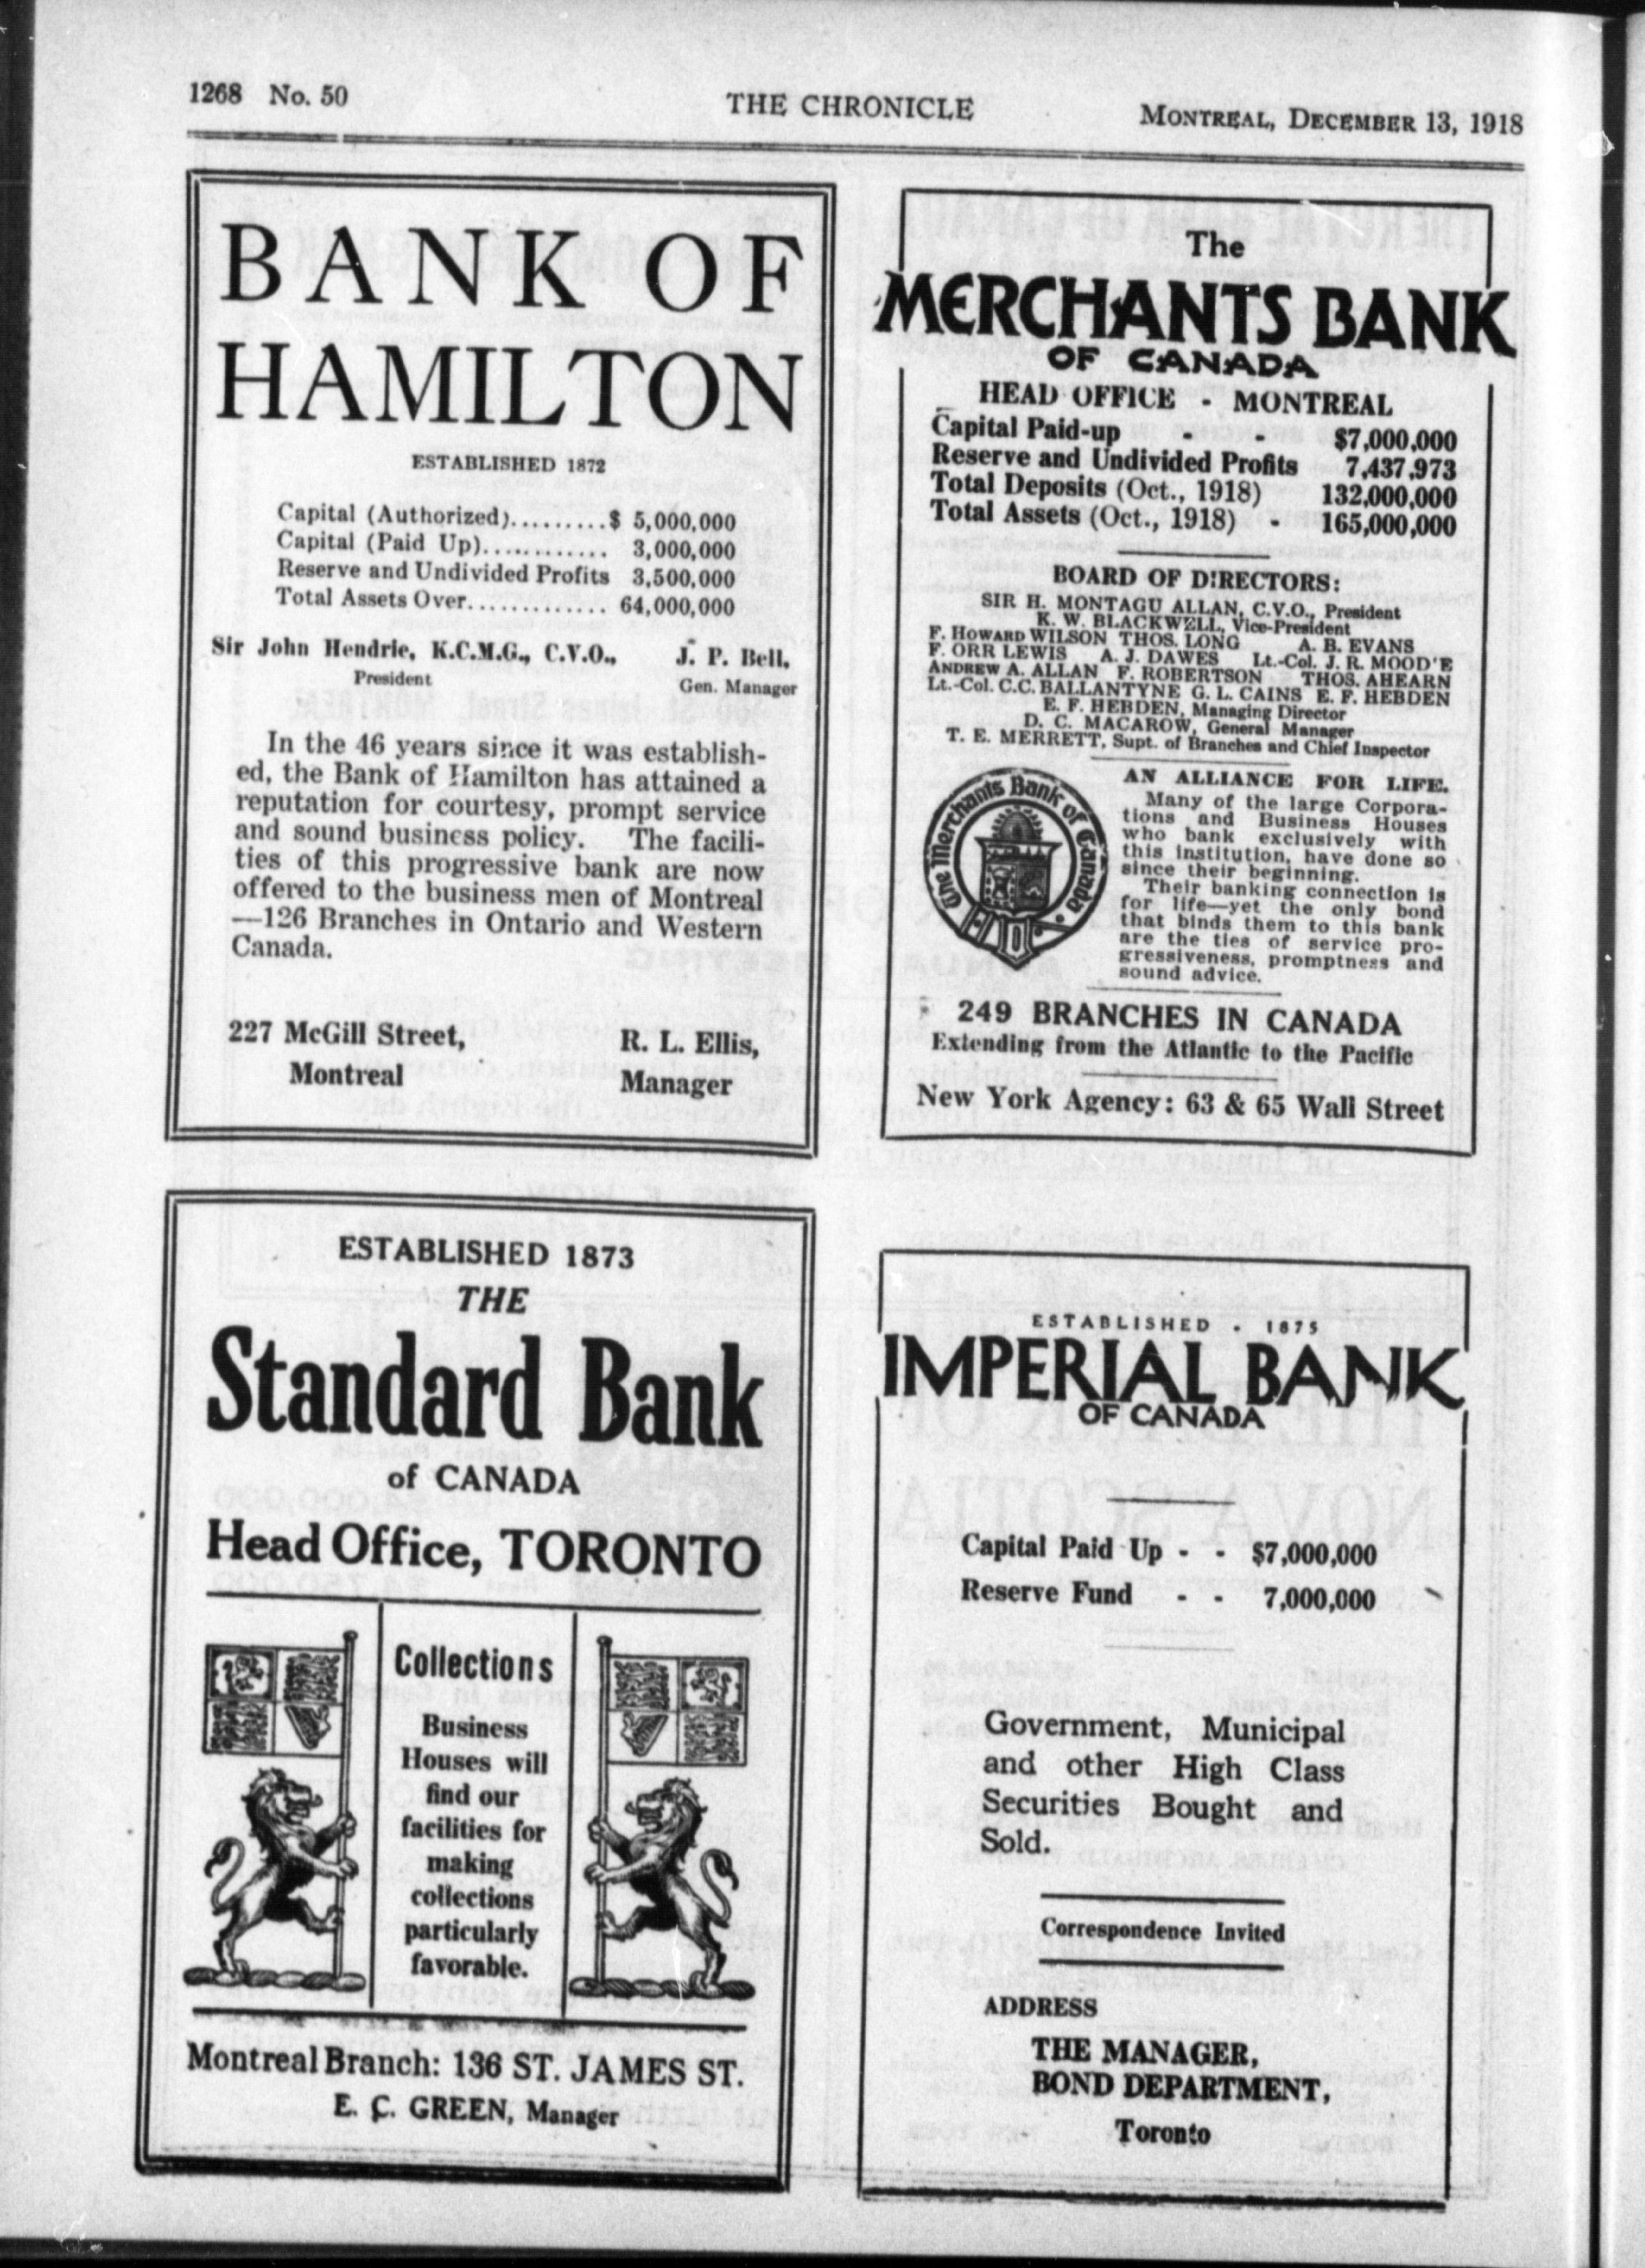 1268 No. 50
THE CHRONICLE
MONTREAL, DECEMBER 13, 1918
BANK OF
HAMILTON
ESTABLISHED 1872
Capital (Authorized).........$ 5,000,000
Capital (Paid Up)............ 3,000,000
Reserve and Undivided Profits 3,500,000
Total Assets Over............. 64,000,000
Sir John Hendrie, K.C.M.G., C.V.O., J. P. Bell,
President Gen. Manager
In the 46 years since it was establish-
ed, the Bank of Hamilton has attained a
reputation for courtesy, prompt service
and sound business policy. The facili-
ties of this progressive bank are now
offered to the business men of Montreal
—126 Branches in Ontario and Western
Canada.
227 McGill Street, R. L. Ellis,
Montreal Manager
The
MERCHANTS BANK
OF CANADA
HEAD OFFICE - MONTREAL
Capital Paid-up - - $7,000,000
Reserve and Undivided Profits 7,437,973
Total Deposits (Oct., 1918) 132,000,000
Total Assets (Oct., 1918) - 165,000,000
BOARD OF DIRECTORS:
SIR H. MONTAGU ALLAN, C.V.O., President
K. W. BLACKWELL, Vice-President
F. HOWARD WILSON THOS. LONG A. B. EVANS
F. ORR LEWIS A. J. DAWES Lt.-Col. J. R. MOOD'E
ANDREW A. ALLAN F. ROBERTSON THOS. AHEARN
Lt.-Col. C.C. BALLANTYNE G. L. CAINS E. F. HEBDEN
E. F. HEBDEN, Managing Director
D. C. MACAROW, General Manager
T. E. MERRETT, Supt. of Branches and Chief Inspector
The Merchants Bank of Canada
AN ALLIANCE FOR LIFE.
Many of the large Corpora-
tions and Business Houses
who bank exclusively with
this institution, have done so
since their beginning.
Their banking connection is
for life—yet the only bond
that binds them to this bank
are the ties of service pro-
gressiveness, promptness and
sound advice.
249 BRANCHES IN CANADA
Extending from the Atlantic to the Pacific
New York Agency: 63 & 65 Wall Street
ESTABLISHED 1873
THE
Standard Bank
of CANADA
Head Office, TORONTO
Collections
Business
Houses will
find our
facilities for
making
collections
particularly
favorable.
Montreal Branch: 136 ST. JAMES ST.
E. C. GREEN, Manager
ESTABLISHED - 1875
IMPERIAL BANK
OF CANADA
Capital Paid Up - - $7,000,000
Reserve Fund - - 7,000,000
Government, Municipal
and other High Class
Securities Bought and
Sold.
Correspondence Invited
ADDRESS
THE MANAGER,
BOND DEPARTMENT,
Toronto